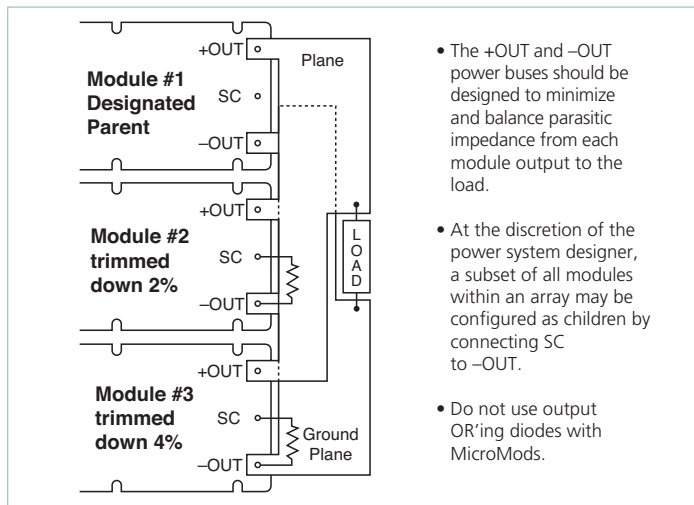 +OUT
Plane
Module #1
Designated
Parent
SC
–OUT
+OUT
Module #2
trimmed
down 2%
SC
–OUT
L
O
A
D
+OUT
Module #3
trimmed
down 4%
SC
Ground
Plane
–OUT
• The +OUT and –OUT
power buses should be
designed to minimize
and balance parasitic
impedance from each
module output to the
load.
• At the discretion of the
power system designer,
a subset of all modules
within an array may be
configured as children by
connecting SC
to –OUT.
• Do not use output
OR’ing diodes with
MicroMods.